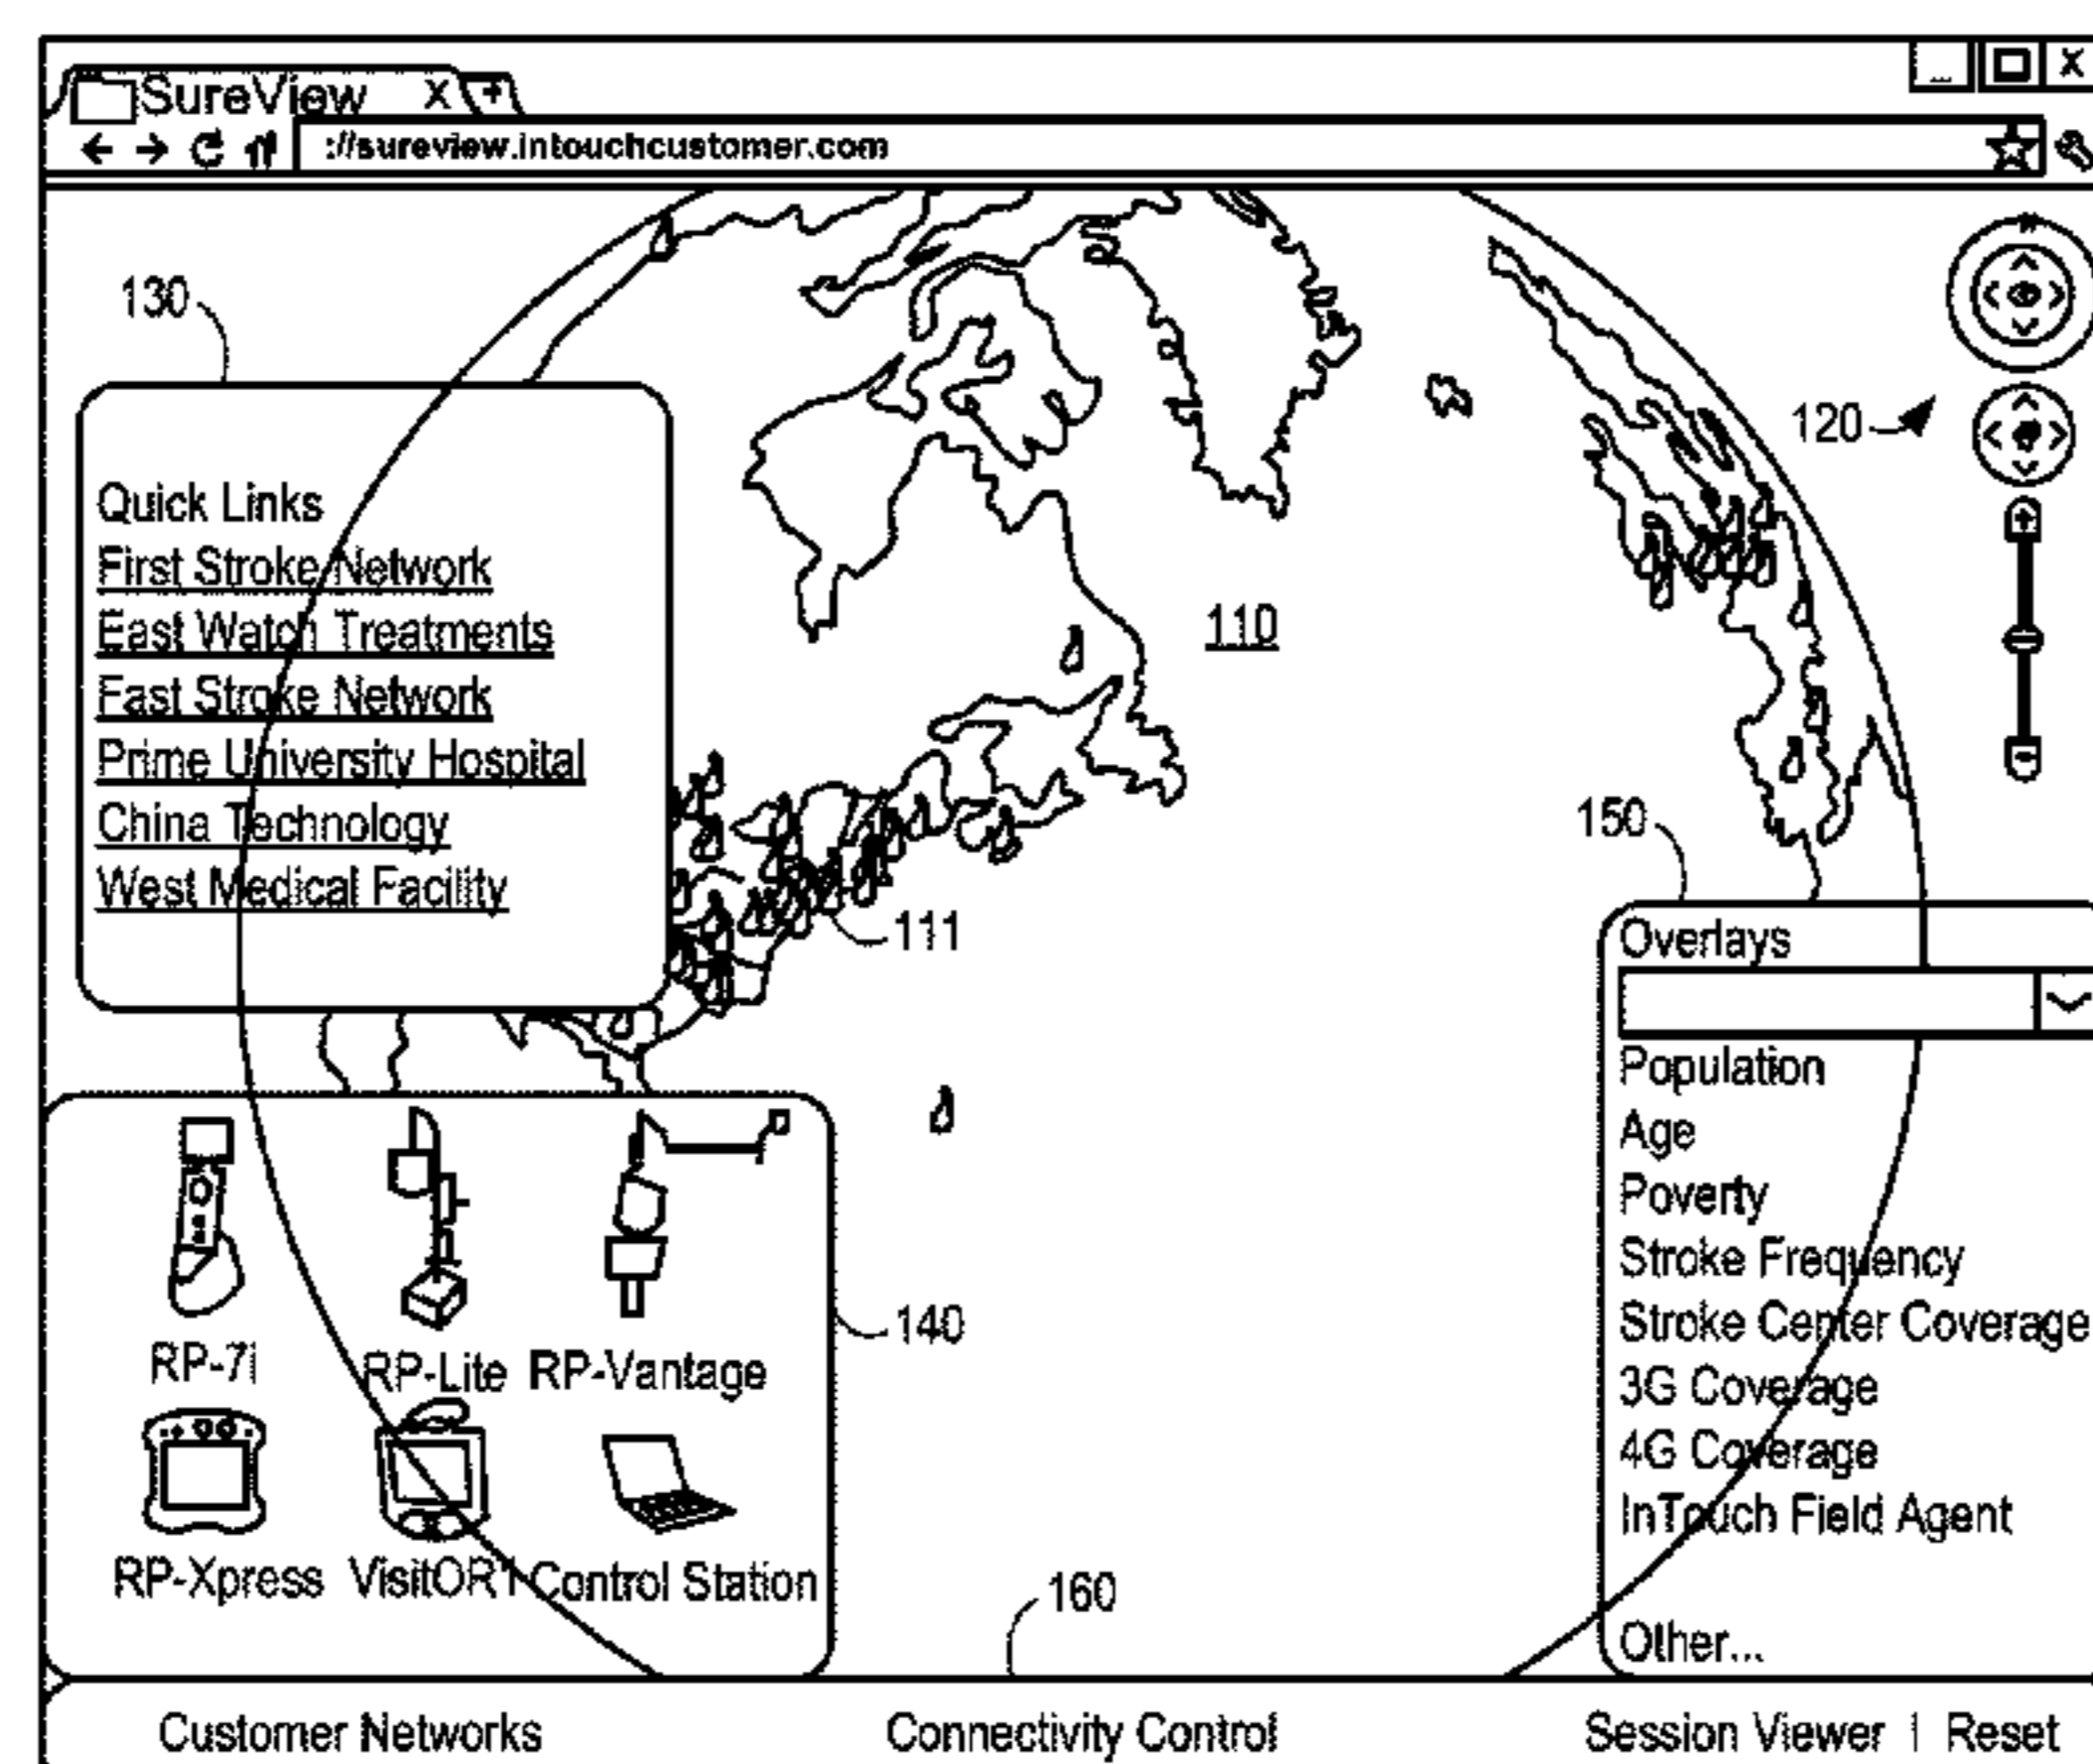 SureView X +
_ X
://sureview.intouchcustomer.com
130
120
Quick Links
First Stroke Network
East Watch Treatments
Fast Stroke Network
Prime University Hospital
China Technology
West Medical Facility
110
111
150
Overlays
Population
Age
Poverty
Stroke Frequency
Stroke Center Coverage
3G Coverage
4G Coverage
InTouch Field Agent
Other...
RP-7i
RP-Lite
RP-Vantage
140
RP-Xpress
VisitOR1
Control Station
160
Customer Networks
Connectivity Control
Session Viewer | Reset